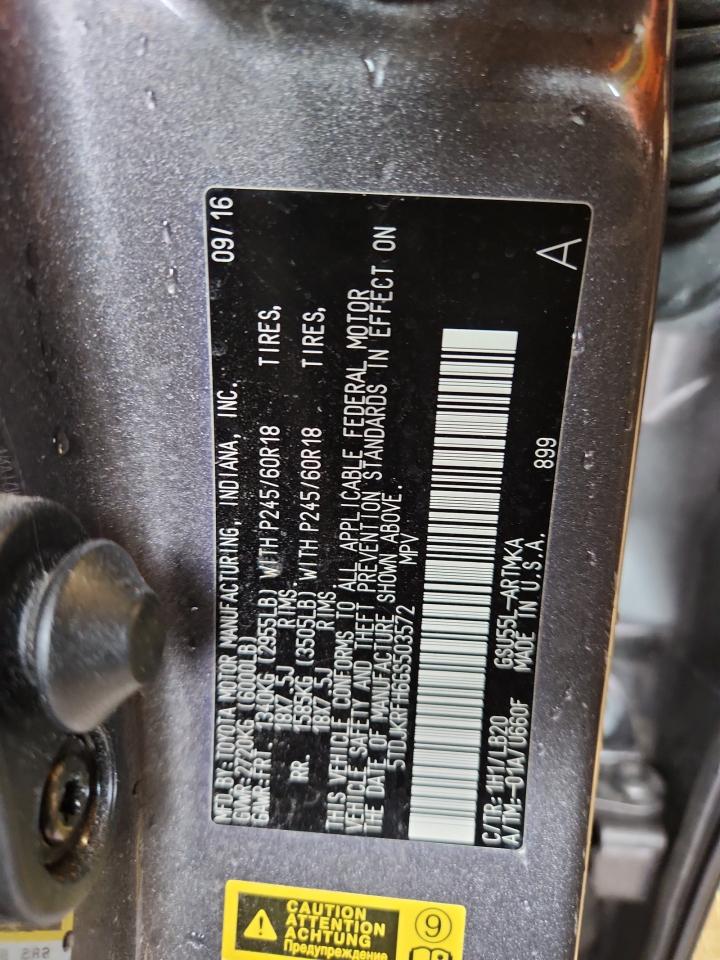 MFD.BY: TOYOTA MOTOR MANUFACTURING, INDIANA, INC. 09/16
GVWR 2720KG (6000LB)
GAWR: FRT. 1340KG (2955LB) WITH P245/60R18 TIRES,
18X7.5J RIMS
RR. 1585KG (3505LB) WITH P245/60R18 TIRES,
18X7.5J RIMS
THIS VEHICLE CONFORMS TO ALL APPLICABLE FEDERAL MOTOR
VEHICLE SAFETY AND THEFT PREVENTION STANDARDS IN EFFECT ON
THE DATE OF MANUFACTURE SHOWN ABOVE.
5TDJKRFH6GS503572 MPV
C/TR: 1H1/LB20 GSU55L-ARTMKA 899
A/TM: -01A/U660F MADE IN U.S.A. A
CAUTION
ATTENTION
ACHTUNG
Предупреждение
9